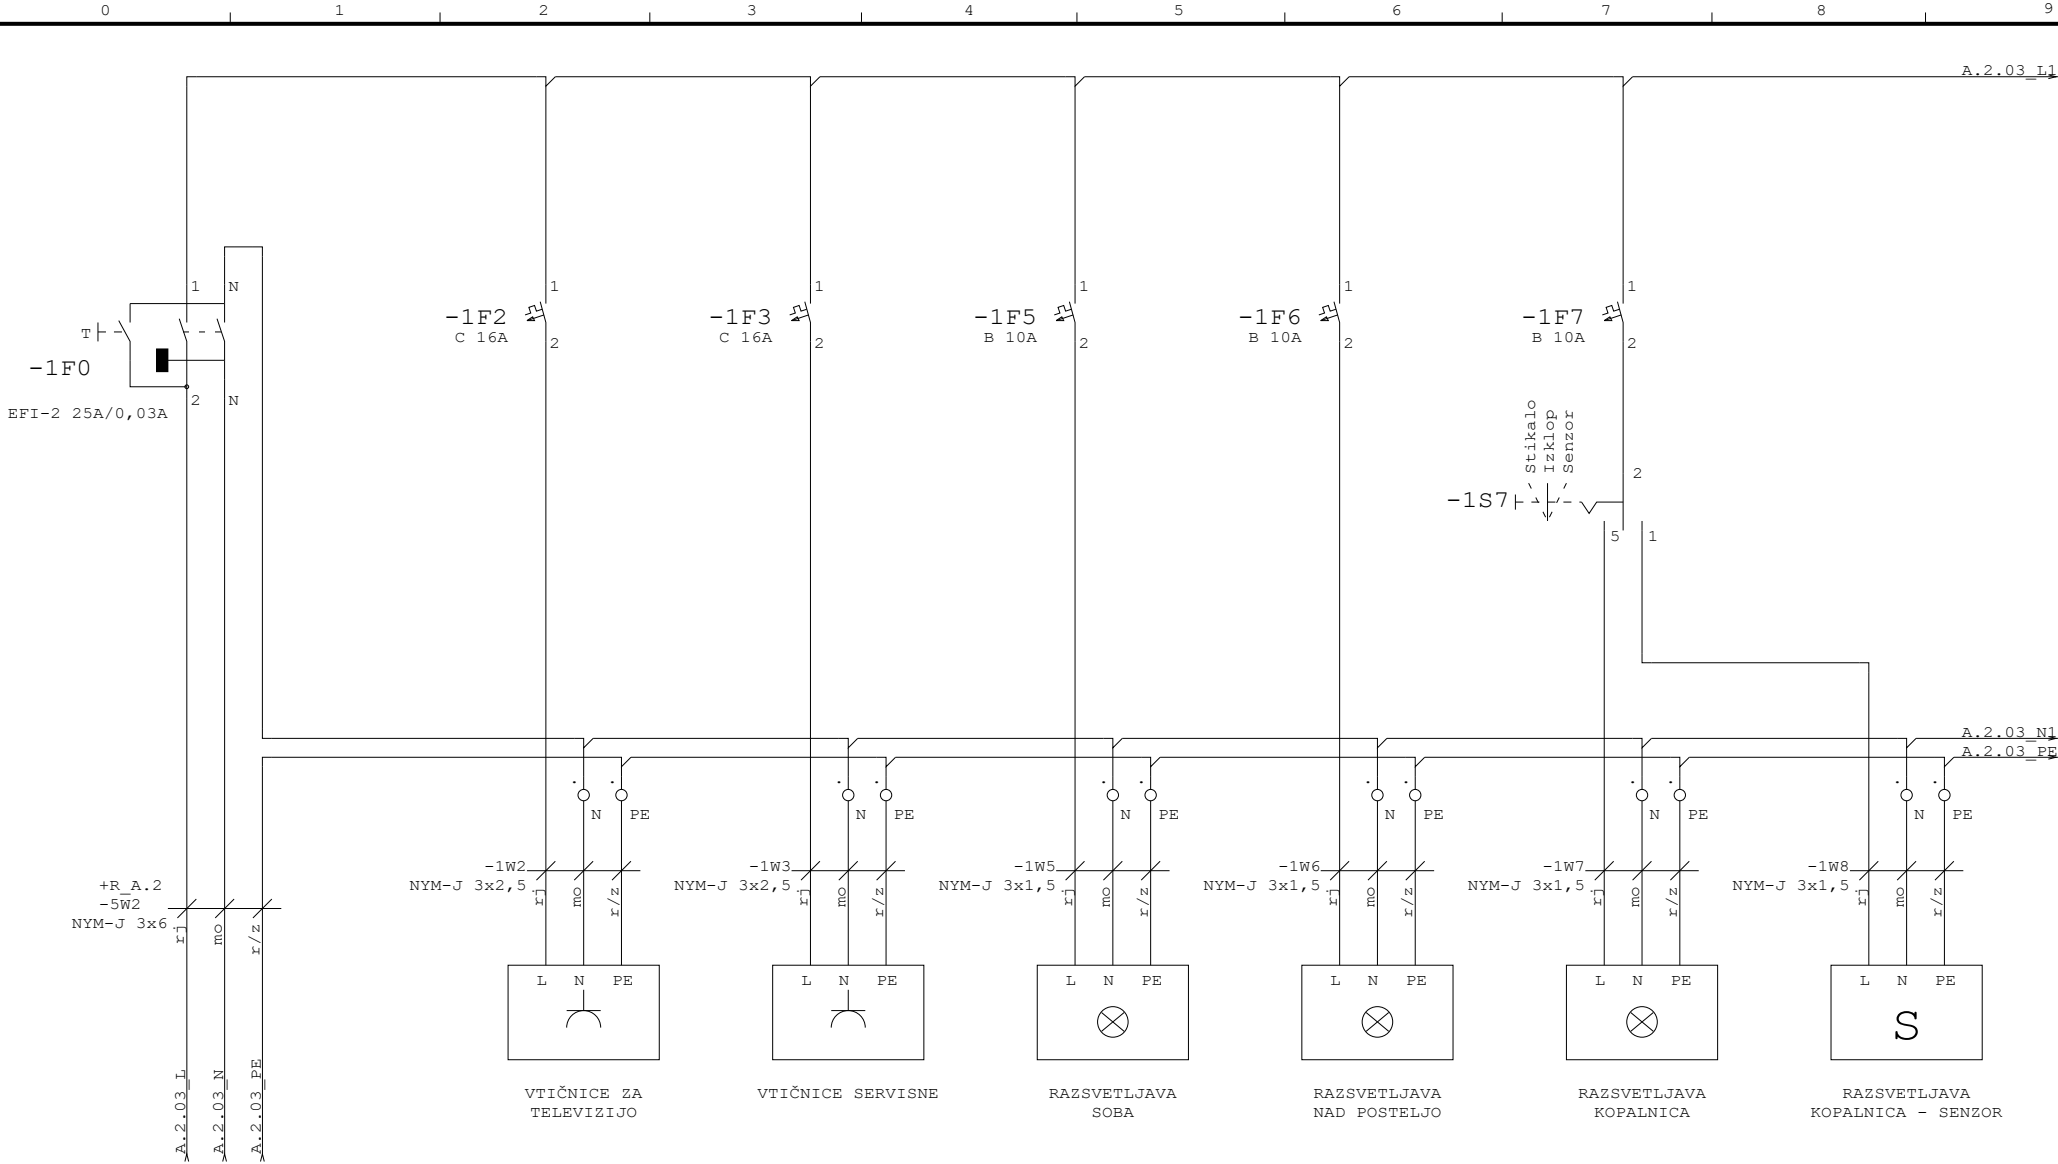 0 1 2 3 4 5 6 7 8 9
A.2.03_L1
1 N 1 1 1 1 1
-1F2 -1F3 -1F5 -1F6 -1F7
C 16A C 16A B 10A B 10A B 10A
T
2 2 2 2 2
-1F0
2 N
EFI-2 25A/0,03A
Stikalo
Izklop
Senzor
2
-1S7
5 1
A.2.03_N1
A.2.03_PE
N PE N PE N PE N PE N PE N PE
-1W2 -1W3 -1W5 -1W6 -1W7 -1W8
NYM-J 3x2,5 NYM-J 3x2,5 NYM-J 3x1,5 NYM-J 3x1,5 NYM-J 3x1,5 NYM-J 3x1,5
rj mo r/z rj mo r/z rj mo r/z rj mo r/z rj mo r/z rj mo r/z
+R_A.2
-5W2
NYM-J 3x6
rj mo r/z
L N PE L N PE L N PE L N PE L N PE L N PE
S
A.2.03_L
A.2.03_N
A.2.03_PE
VTIČNICE ZA
TELEVIZIJO
VTIČNICE SERVISNE
RAZSVETLJAVA
SOBA
RAZSVETLJAVA
NAD POSTELJO
RAZSVETLJAVA
KOPALNICA
RAZSVETLJAVA
KOPALNICA - SENZOR